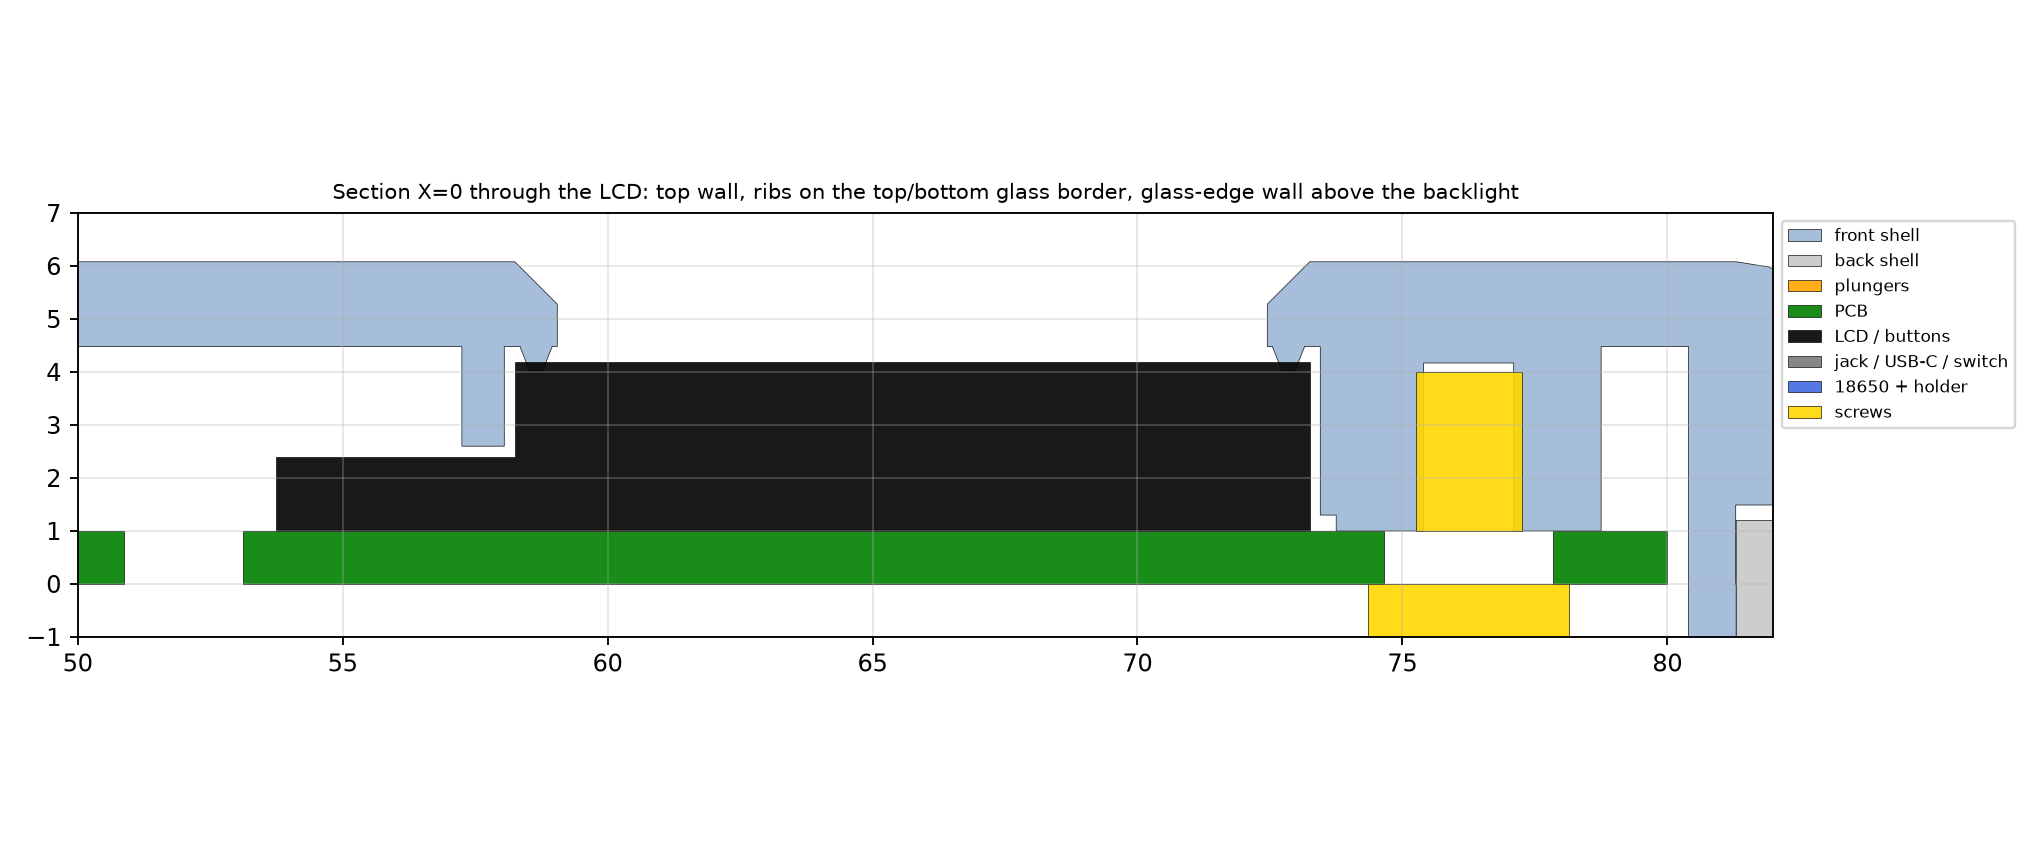 Section X=0 through the LCD: top wall, ribs on the top/bottom glass border, glass-edge wall above the backlight
7
6
5
4
3
2
1
0
−1
50
55
60
65
70
75
80
front shell
back shell
plungers
PCB
LCD / buttons
jack / USB-C / switch
18650 + holder
screws